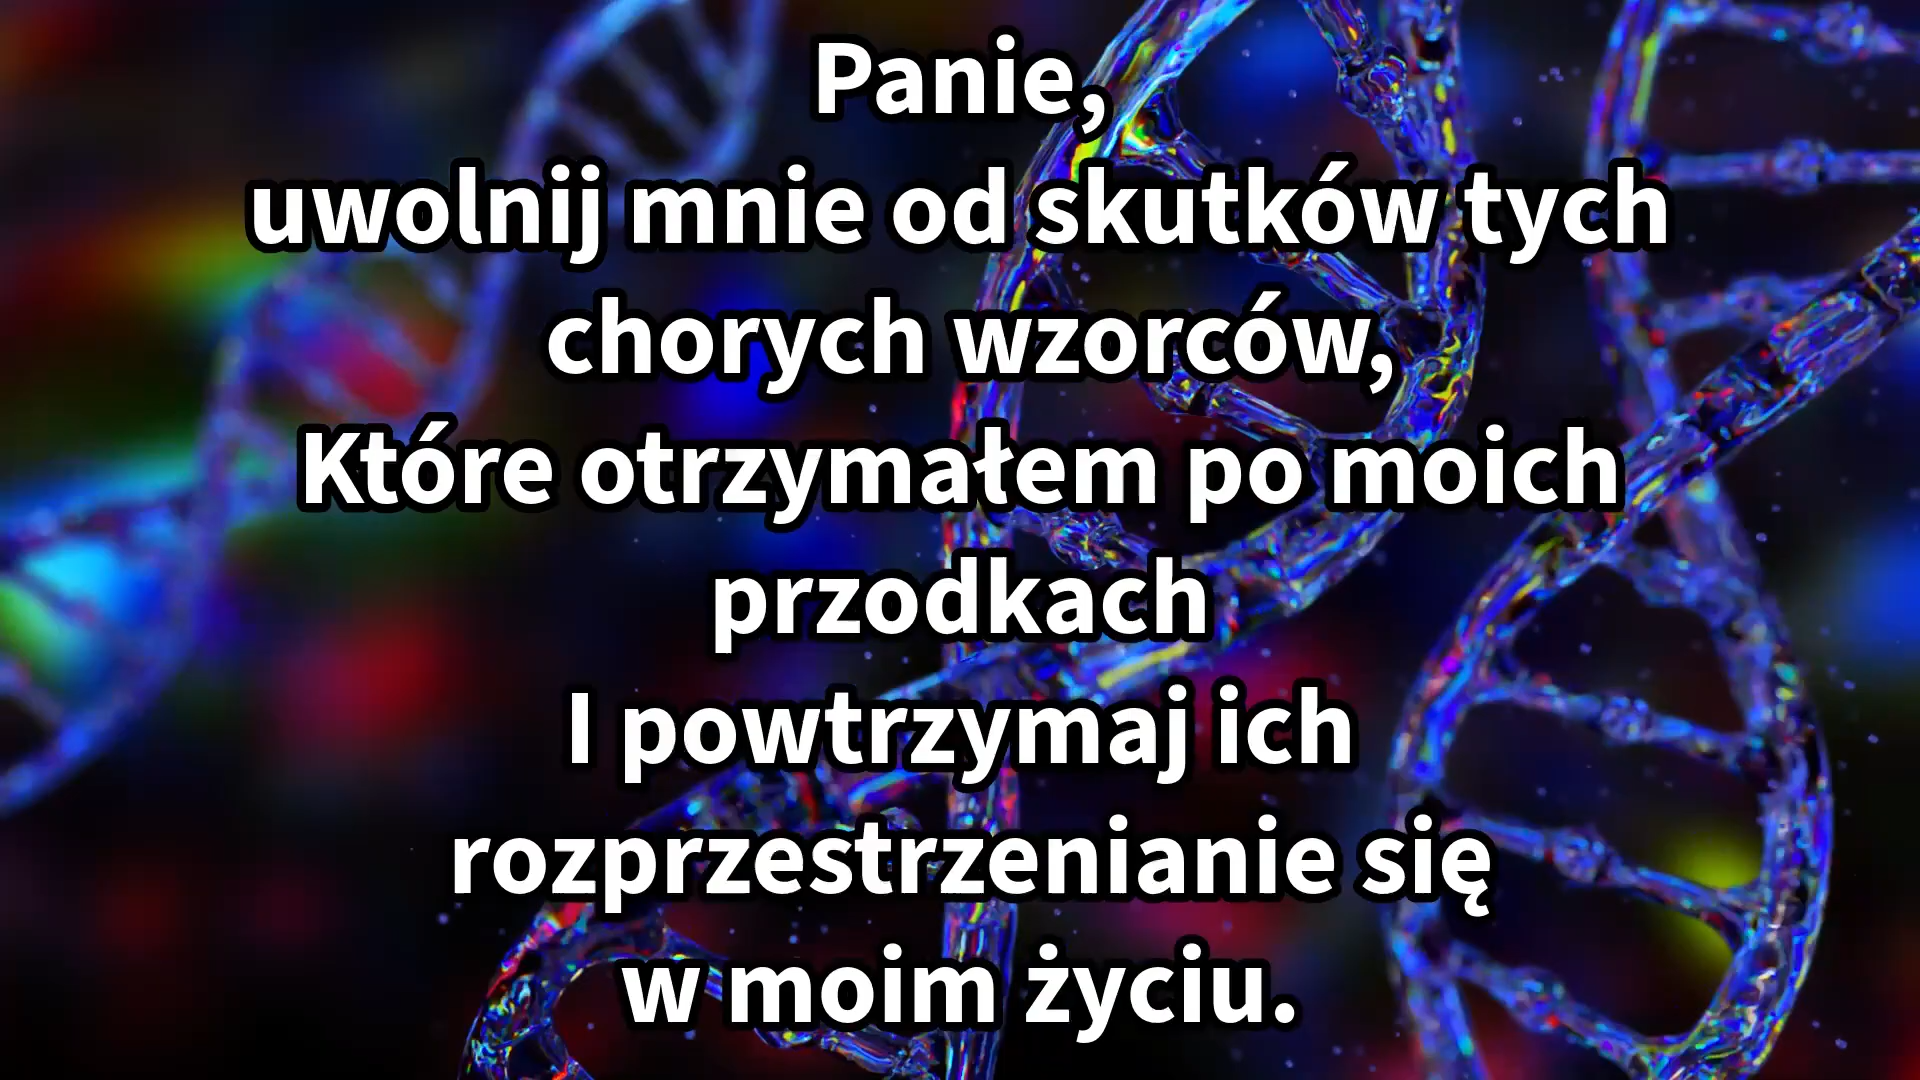 Panie,
uwolnij mnie od skutków tych
chorych wzorców,
Które otrzymałem po moich
przodkach
I powtrzymaj ich
rozprzestrzenianie się
w moim życiu.